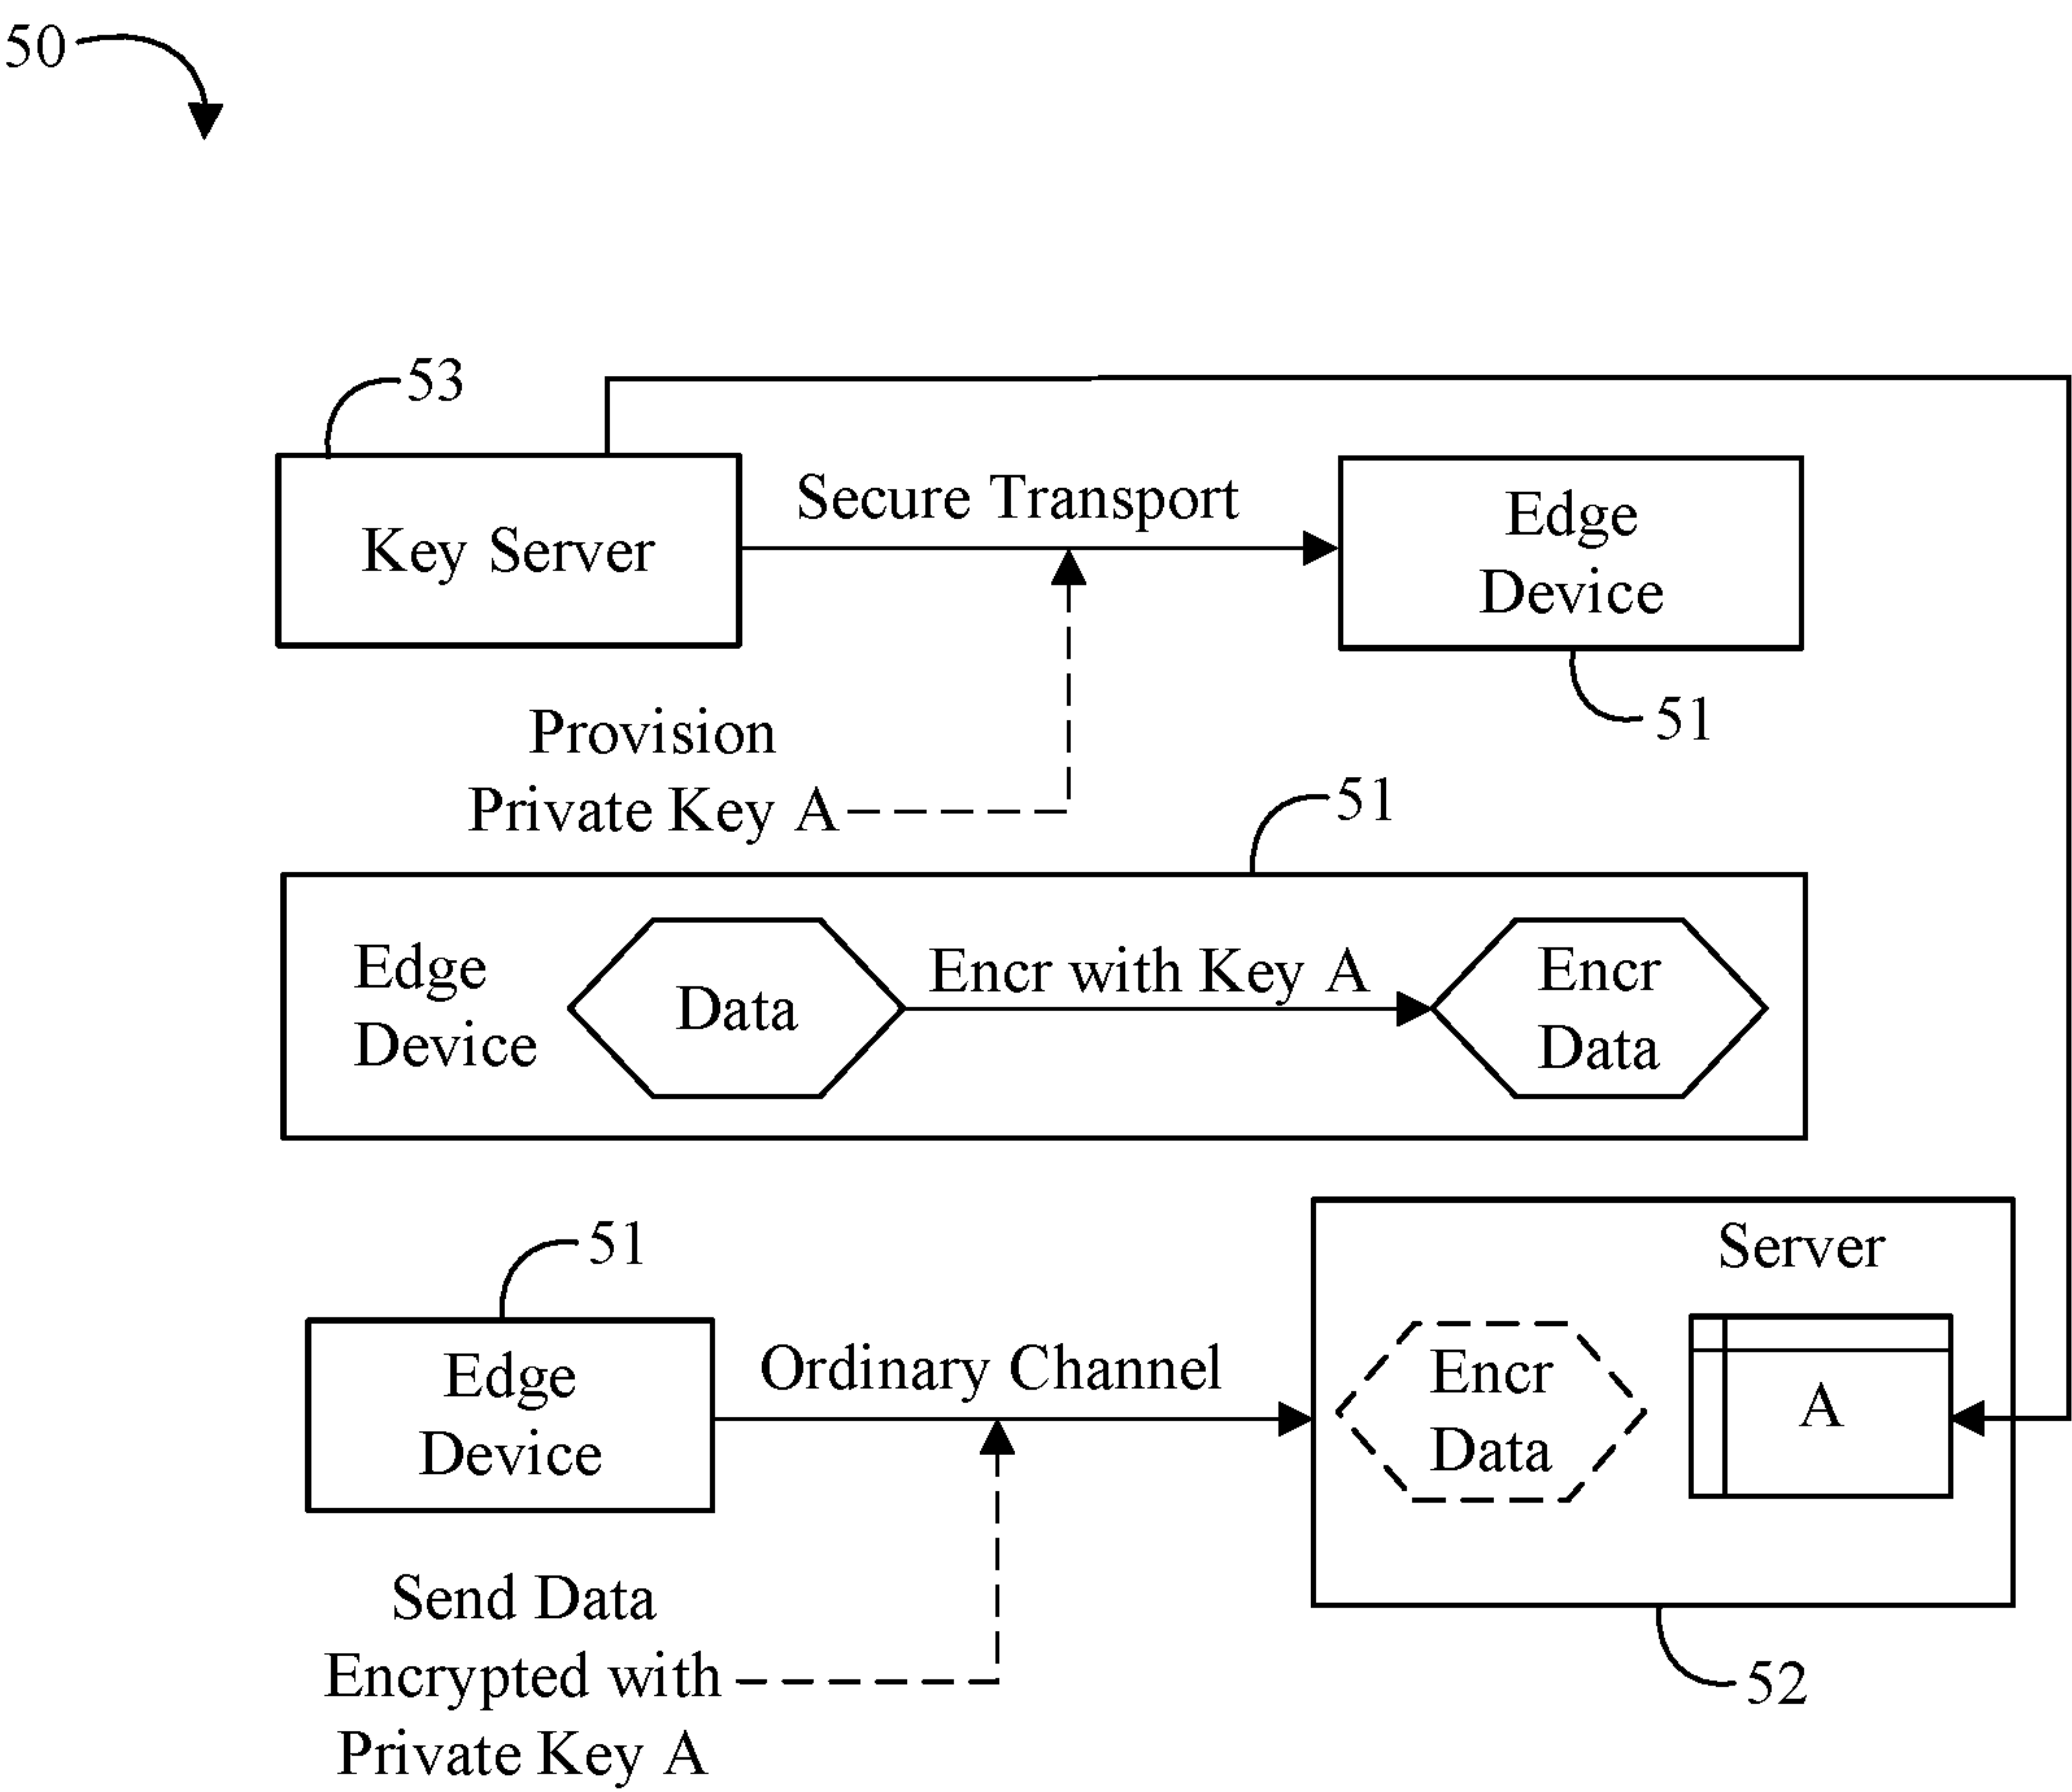 50
53
Key Server
Secure Transport
Edge
Device
51
Provision
Private Key A
51
Edge
Device
Data
Encr with Key A
Encr
Data
51
Edge
Device
Ordinary Channel
Server
Encr
Data
A
Send Data
Encrypted with
Private Key A
52